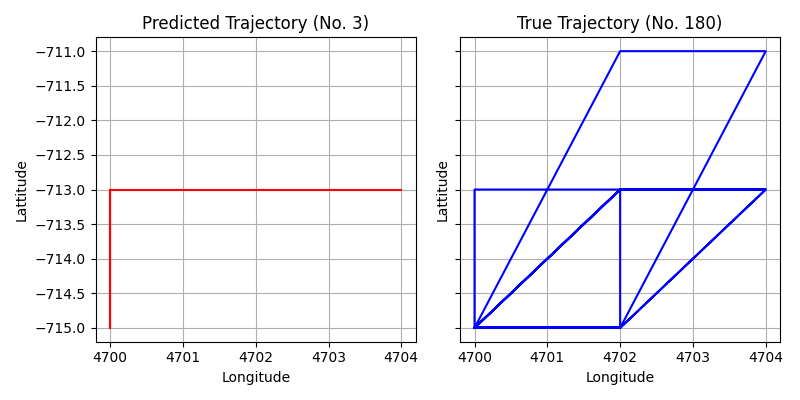 Predicted Trajectory (No. 3)
True Trajectory (No. 180)
−711.0
−711.5
−712.0
−712.5
−713.0
−713.5
−714.0
−714.5
−715.0
Lattitude
Lattitude
4700 4701 4702 4703 4704
4700 4701 4702 4703 4704
Longitude
Longitude